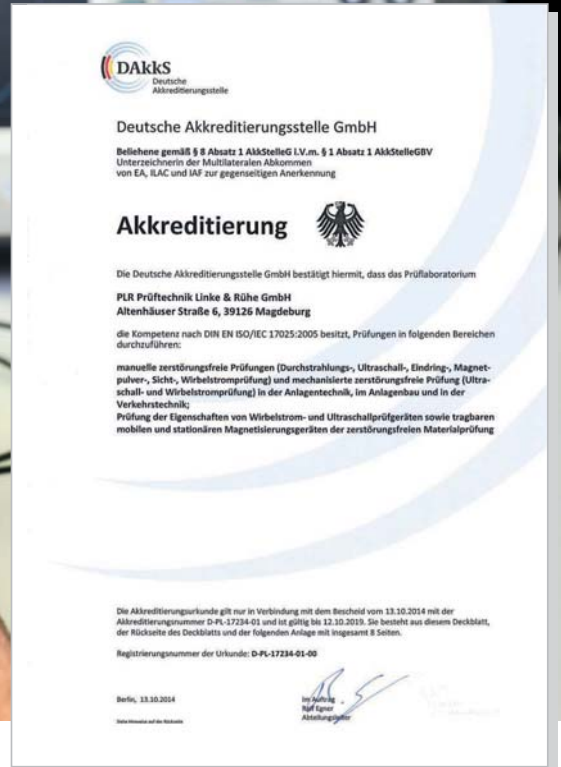 DAkkS
Deutsche
Akkreditierungsstelle
Deutsche Akkreditierungsstelle GmbH
Beliehene gemäß § 8 Absatz 1 AkkStelleG i.V.m. § 1 Absatz 1 AkkStelleGBV
Unterzeichnerin der Multilateralen Abkommen
von EA, ILAC und IAF zur gegenseitigen Anerkennung
Akkreditierung
Die Deutsche Akkreditierungsstelle GmbH bestätigt hiermit, dass das Prüflaboratorium
PLR Prüftechnik Linke & Rühe GmbH
Altenhäuser Straße 6, 39126 Magdeburg
die Kompetenz nach DIN EN ISO/IEC 17025:2005 besitzt, Prüfungen in folgenden Bereichen
durchzuführen:
manuelle zerstörungsfreie Prüfungen (Durchstrahlungs-, Ultraschall-, Eindring-, Magnet-
pulver-, Sicht-, Wirbelstromprüfung) und mechanisierte zerstörungsfreie Prüfung (Ultra-
schall- und Wirbelstromprüfung) in der Anlagentechnik, im Anlagenbau und in der
Verkehrstechnik;
Prüfung der Eigenschaften von Wirbelstrom- und Ultraschallprüfgeräten sowie tragbaren
mobilen und stationären Magnetisierungsgeräten der zerstörungsfreien Materialprüfung
Die Akkreditierungsurkunde gilt nur in Verbindung mit dem Bescheid vom 13.10.2014 mit der
Akkreditierungsnummer D-PL-17234-01 und ist gültig bis 12.10.2019. Sie besteht aus diesem Deckblatt,
der Rückseite des Deckblatts und der folgenden Anlage mit insgesamt 8 Seiten.
Registrierungsnummer der Urkunde: D-PL-17234-01-00
Berlin, 13.10.2014
Im Auftrag
Ralf Egner
Abteilungsleiter
Siehe Hinweise auf der Rückseite